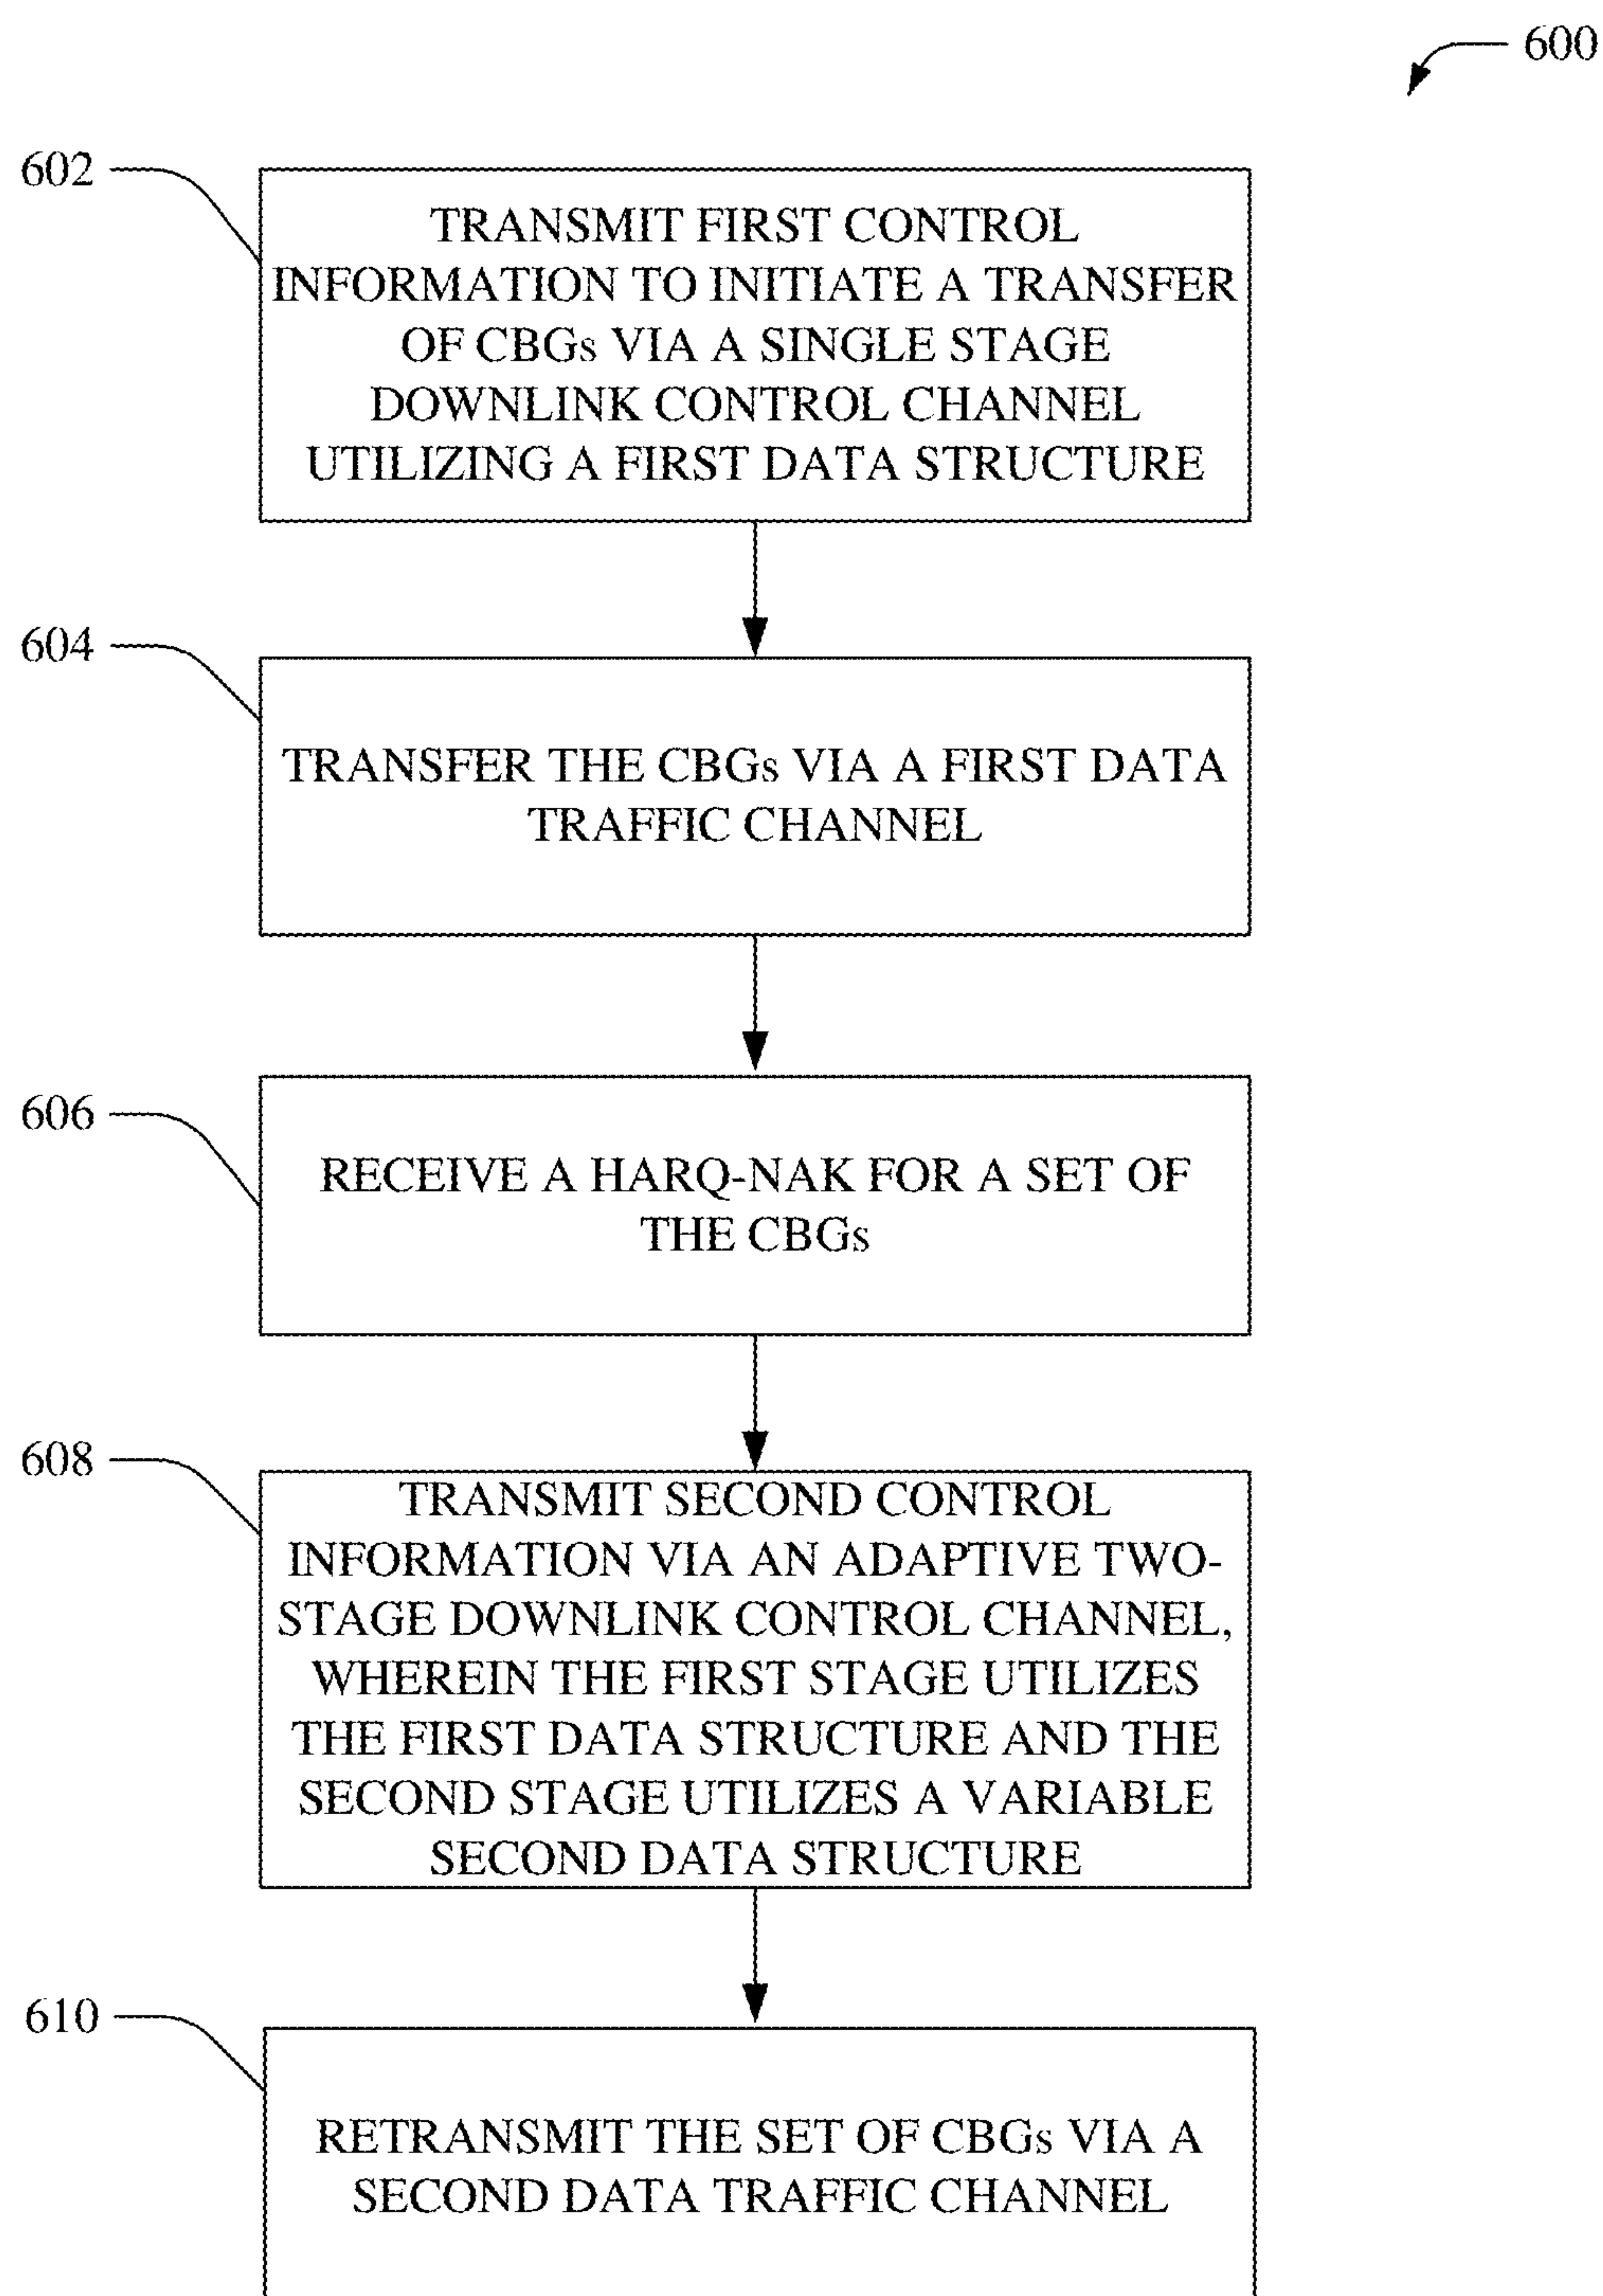 600
602
TRANSMIT FIRST CONTROL
INFORMATION TO INITIATE A TRANSFER
OF CBGs VIA A SINGLE STAGE
DOWNLINK CONTROL CHANNEL
UTILIZING A FIRST DATA STRUCTURE
604
TRANSFER THE CBGs VIA A FIRST DATA
TRAFFIC CHANNEL
606
RECEIVE A HARQ-NAK FOR A SET OF
THE CBGs
608
TRANSMIT SECOND CONTROL
INFORMATION VIA AN ADAPTIVE TWO-
STAGE DOWNLINK CONTROL CHANNEL,
WHEREIN THE FIRST STAGE UTILIZES
THE FIRST DATA STRUCTURE AND THE
SECOND STAGE UTILIZES A VARIABLE
SECOND DATA STRUCTURE
610
RETRANSMIT THE SET OF CBGs VIA A
SECOND DATA TRAFFIC CHANNEL